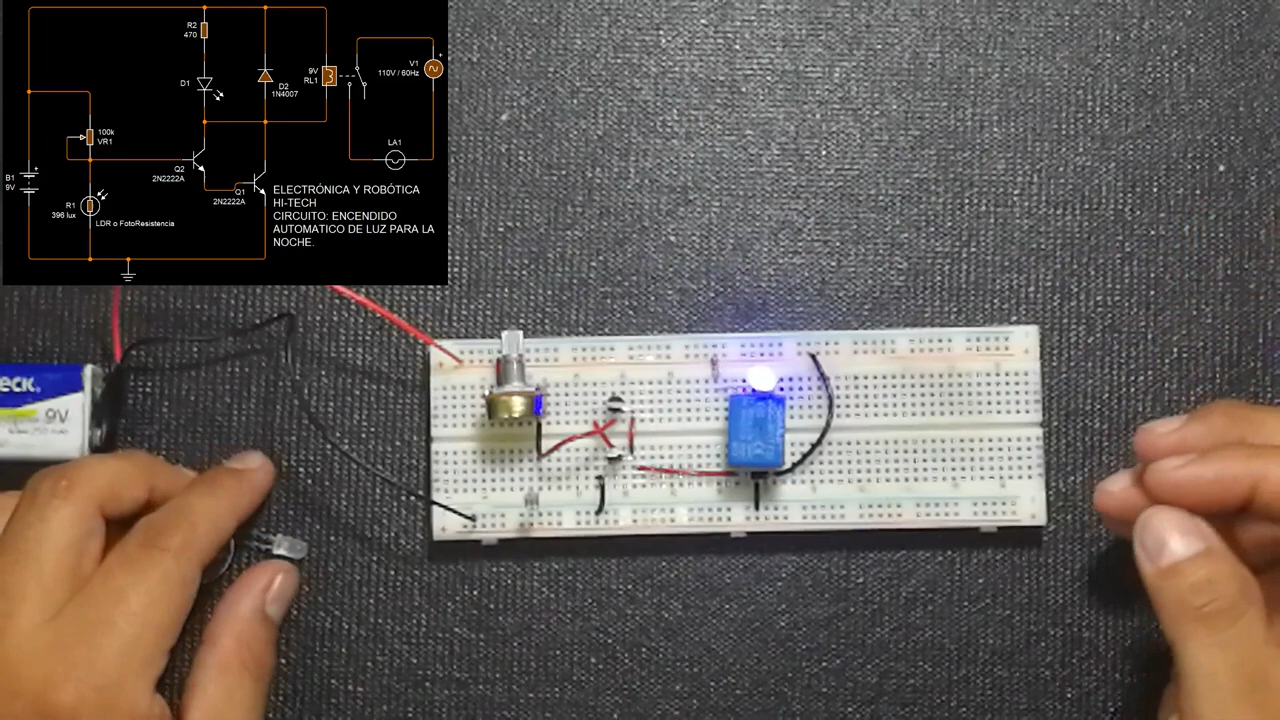 R2
470
D1
D2
1N4007
9V
RL1
+
V1
110V / 60Hz
LA1
100k
VR1
B1
9V
+
Q2
2N2222A
Q1
2N2222A
R1
396 lux
LDR o FotoResistencia
ELECTRÓNICA Y ROBÓTICA
HI-TECH
CIRCUITO: ENCENDIDO
AUTOMATICO DE LUZ PARA LA
NOCHE.
ECK
9V